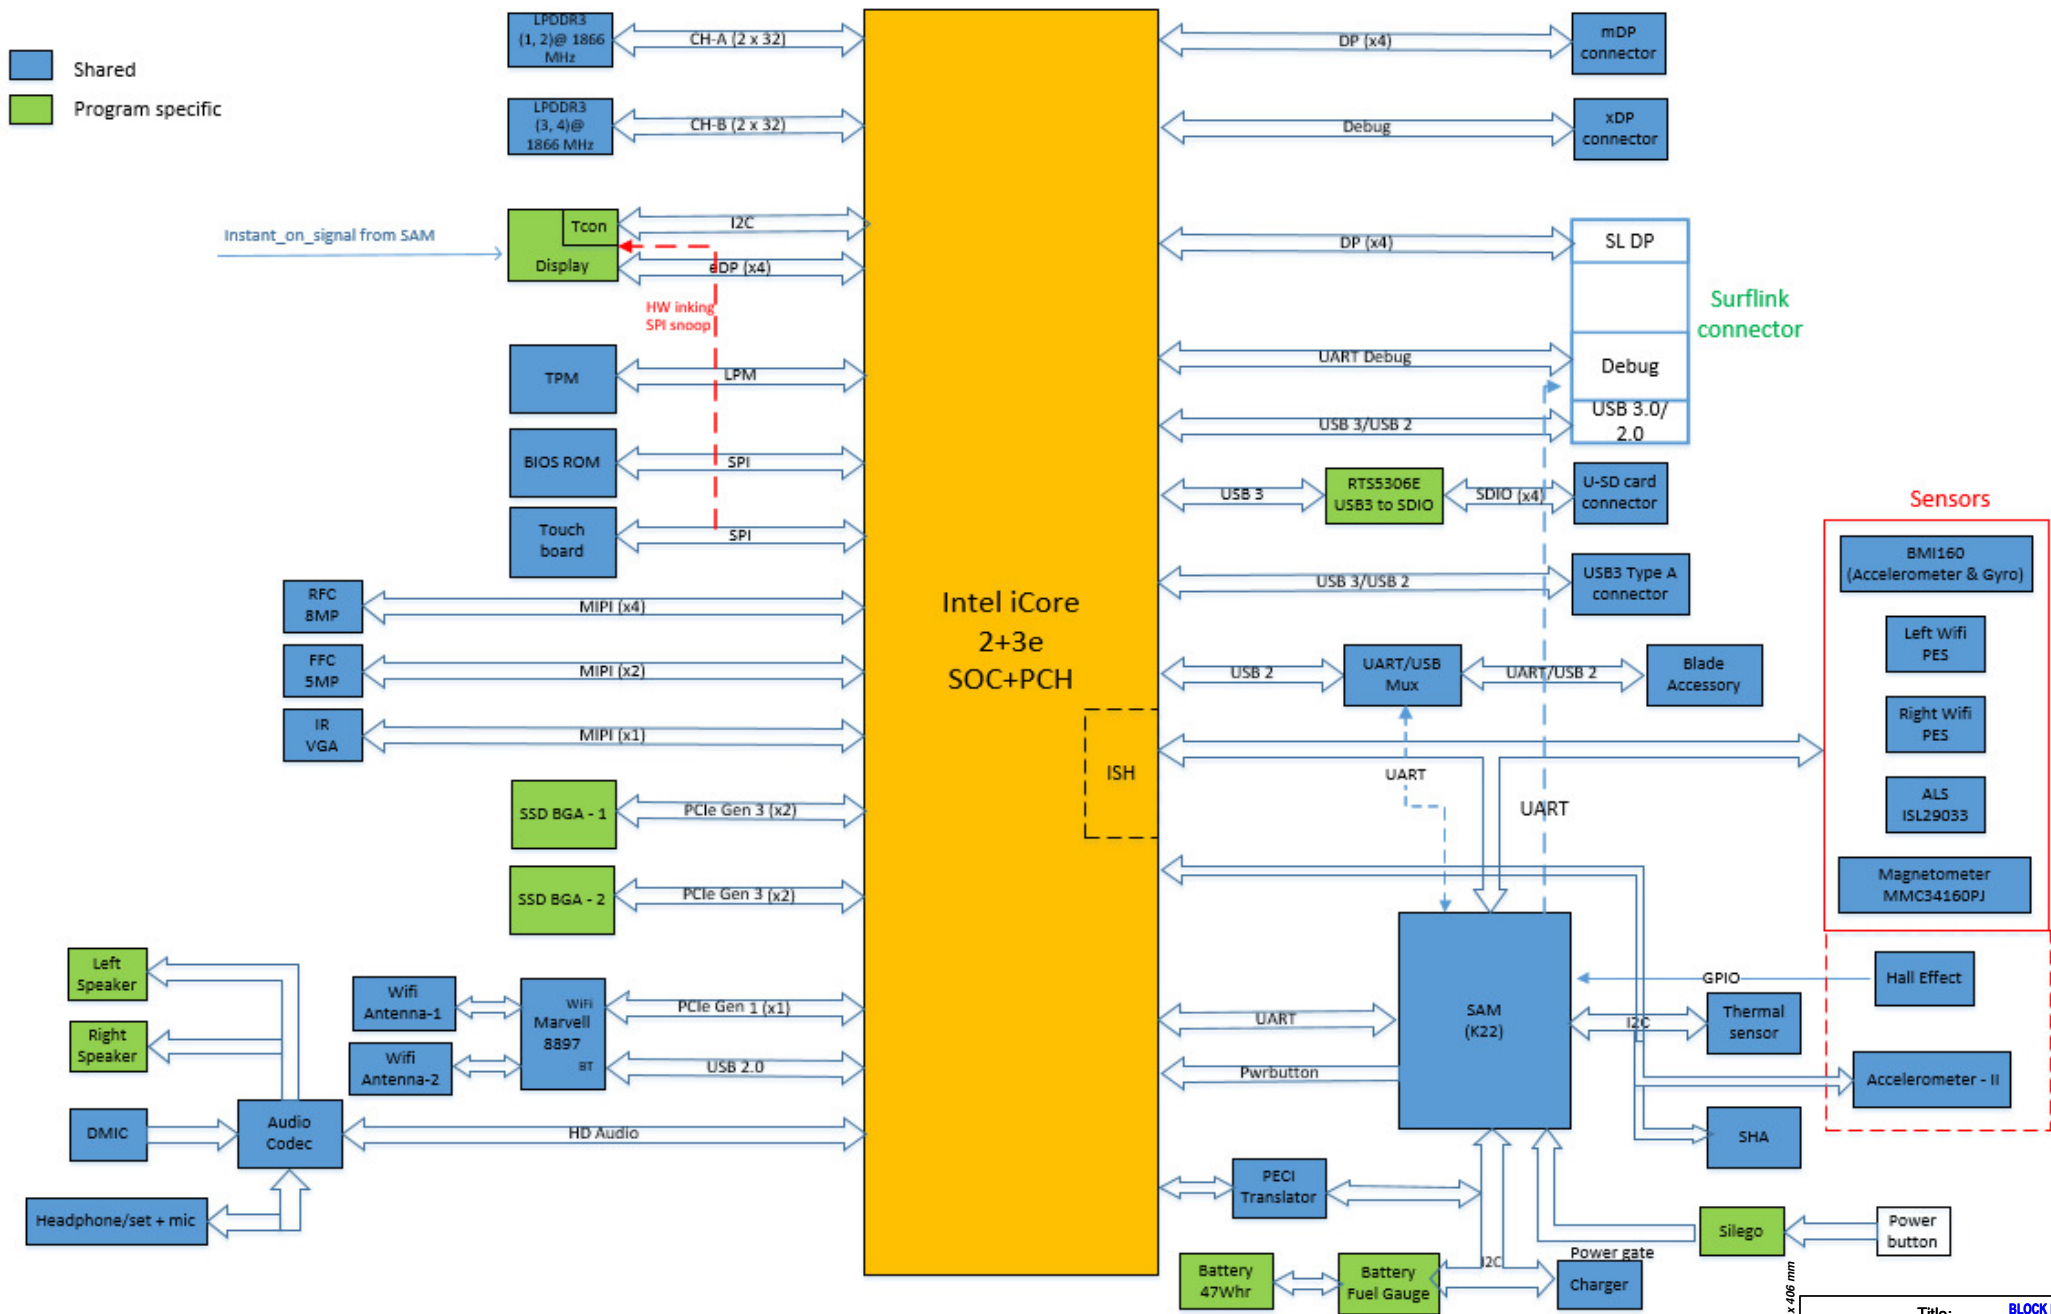 Shared
Program specific
LPDDR3
(1, 2)@ 1866
MHz
CH-A (2 x 32)
LPDDR3
(3, 4)@
1866 MHz
CH-B (2 x 32)
Instant_on_signal from SAM
Tcon
Display
I2C
eDP (x4)
HW inking
SPI snoop
TPM
LPM
BIOS ROM
SPI
Touch
board
SPI
RFC
8MP
MIPI (x4)
FFC
5MP
MIPI (x2)
IR
VGA
MIPI (x1)
SSD BGA - 1
PCIe Gen 3 (x2)
SSD BGA - 2
PCIe Gen 3 (x2)
Left
Speaker
Right
Speaker
Wifi
Antenna-1
Wifi
Antenna-2
WiFi
Marvell
8897
BT
PCIe Gen 1 (x1)
USB 2.0
DMIC
Audio
Codec
HD Audio
Headphone/set + mic
Intel iCore
2+3e
SOC+PCH
ISH
DP (x4)
mDP
connector
Debug
xDP
connector
DP (x4)
SL DP
Surflink
connector
UART Debug
Debug
USB 3/USB 2
USB 3.0/
2.0
USB 3
RTS5306E
USB3 to SDIO
SDIO (x4)
U-SD card
connector
USB 3/USB 2
USB3 Type A
connector
USB 2
UART/USB
Mux
UART/USB 2
Blade
Accessory
UART
UART
Sensors
BMI160
(Accelerometer & Gyro)
Left Wifi
PES
Right Wifi
PES
ALS
ISL29033
Magnetometer
MMC34160PJ
Hall Effect
GPIO
SAM
(K22)
UART
Pwrbutton
I2C
Thermal
sensor
Accelerometer - II
SHA
PECI
Translator
Silego
Power
button
Power gate
I2C
Battery
47Whr
Battery
Fuel Gauge
Charger
x 406 mm
Title:
BLOCK